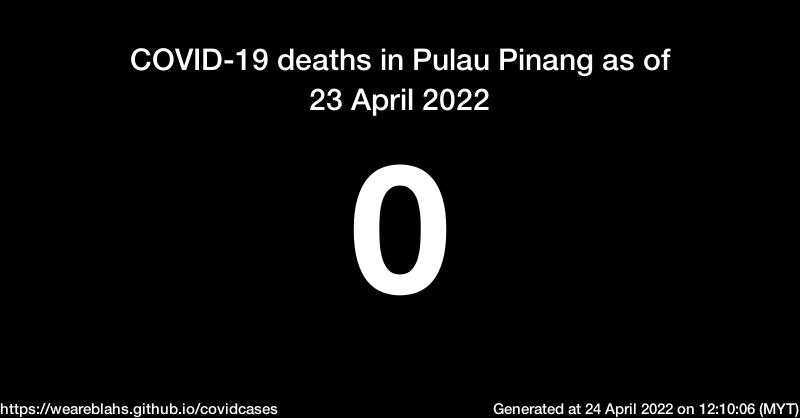 COVID-19 deaths in Pulau Pinang as of
23 April 2022
0
https://weareblahs.github.io/covidcases
Generated at 24 April 2022 on 12:10:06 (MYT)